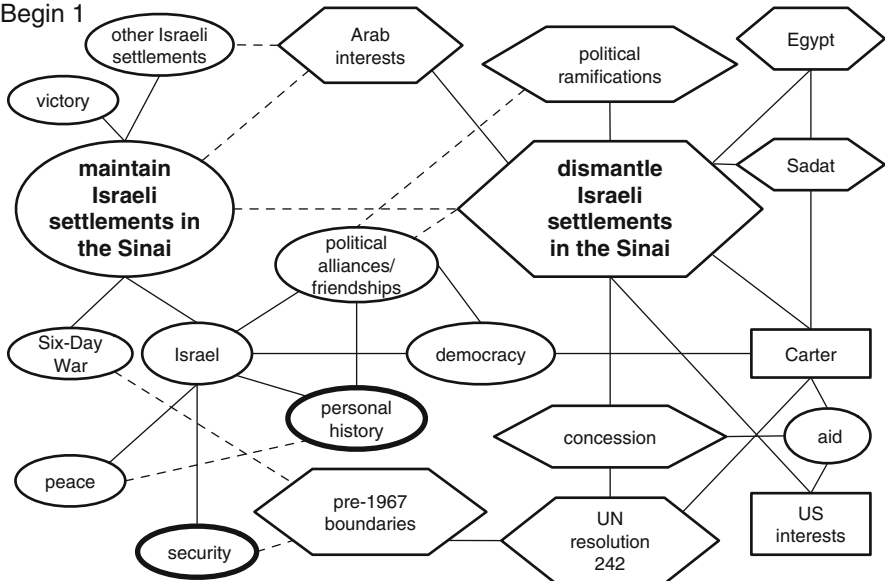 Begin 1
other Israeli
settlements
Arab
interests
political
ramifications
Egypt
victory
maintain
Israeli
settlements in
the Sinai
dismantle
Israeli
settlements
in the Sinai
Sadat
political
alliances/
friendships
Six-Day
War
Israel
democracy
Carter
personal
history
concession
aid
peace
pre-1967
boundaries
UN
resolution
242
US
interests
security